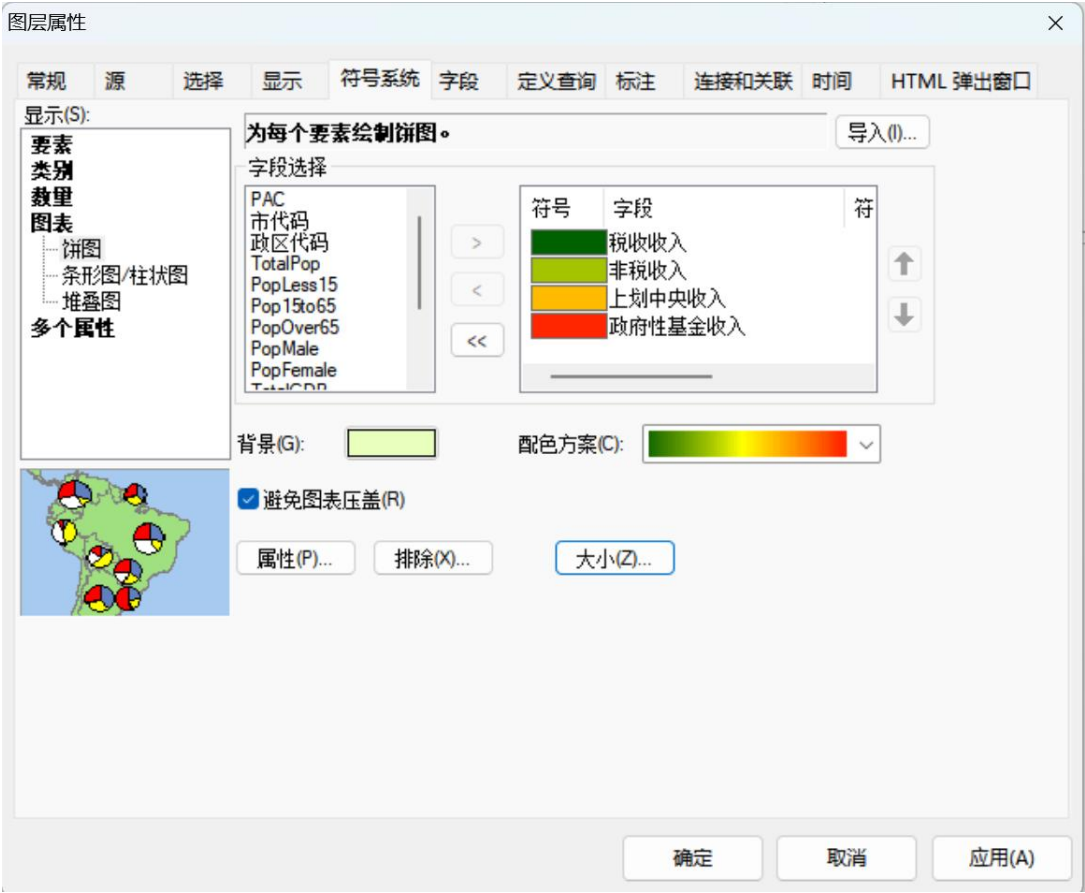 图层属性
常规 源 选择 显示 符号系统 字段 定义查询 标注 连接和关联 时间 HTML 弹出窗口
显示(S):
要素
类别
数量
图表
饼图
条形图/柱状图
堆叠图
多个属性
为每个要素绘制饼图。
导入(I)...
字段选择
PAC
市代码
政区代码
TotalPop
PopLess15
Pop15to65
PopOver65
PopMale
PopFemale
TotalGDP
>
<
<<
符号 字段 符
税收收入
非税收入
上划中央收入
政府性基金收入
背景(G):
配色方案(C):
避免图表压盖(R)
属性(P)... 排除(X)... 大小(Z)...
确定 取消 应用(A)